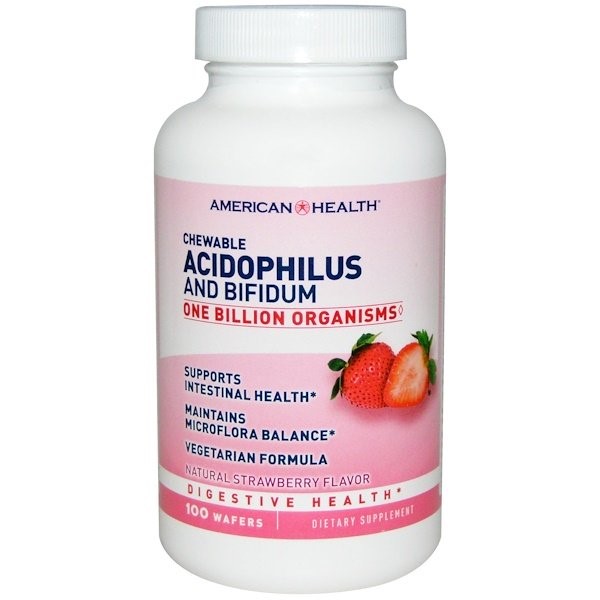 AMERICAN HEALTH®
CHEWABLE
ACIDOPHILUS
AND BIFIDUM
ONE BILLION ORGANISMS◊
SUPPORTS
INTESTINAL HEALTH*
MAINTAINS
MICROFLORA BALANCE*
VEGETARIAN FORMULA
NATURAL STRAWBERRY FLAVOR
DIGESTIVE HEALTH*
100 WAFERS DIETARY SUPPLEMENT